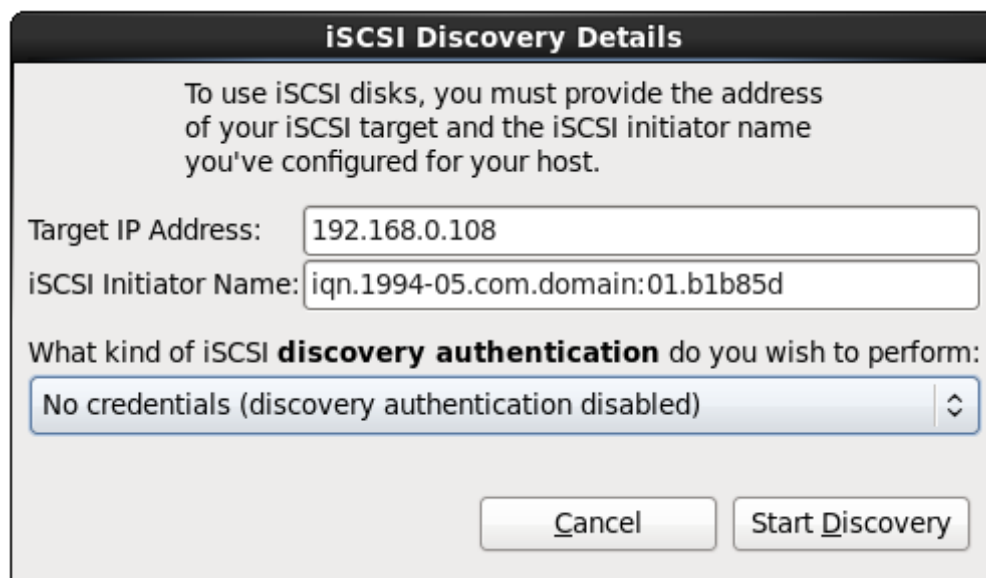 iSCSI Discovery Details
To use iSCSI disks, you must provide the address
of your iSCSI target and the iSCSI initiator name
you've configured for your host.
Target IP Address: 192.168.0.108
iSCSI Initiator Name: iqn.1994-05.com.domain:01.b1b85d
What kind of iSCSI discovery authentication do you wish to perform:
No credentials (discovery authentication disabled)
Cancel Start Discovery